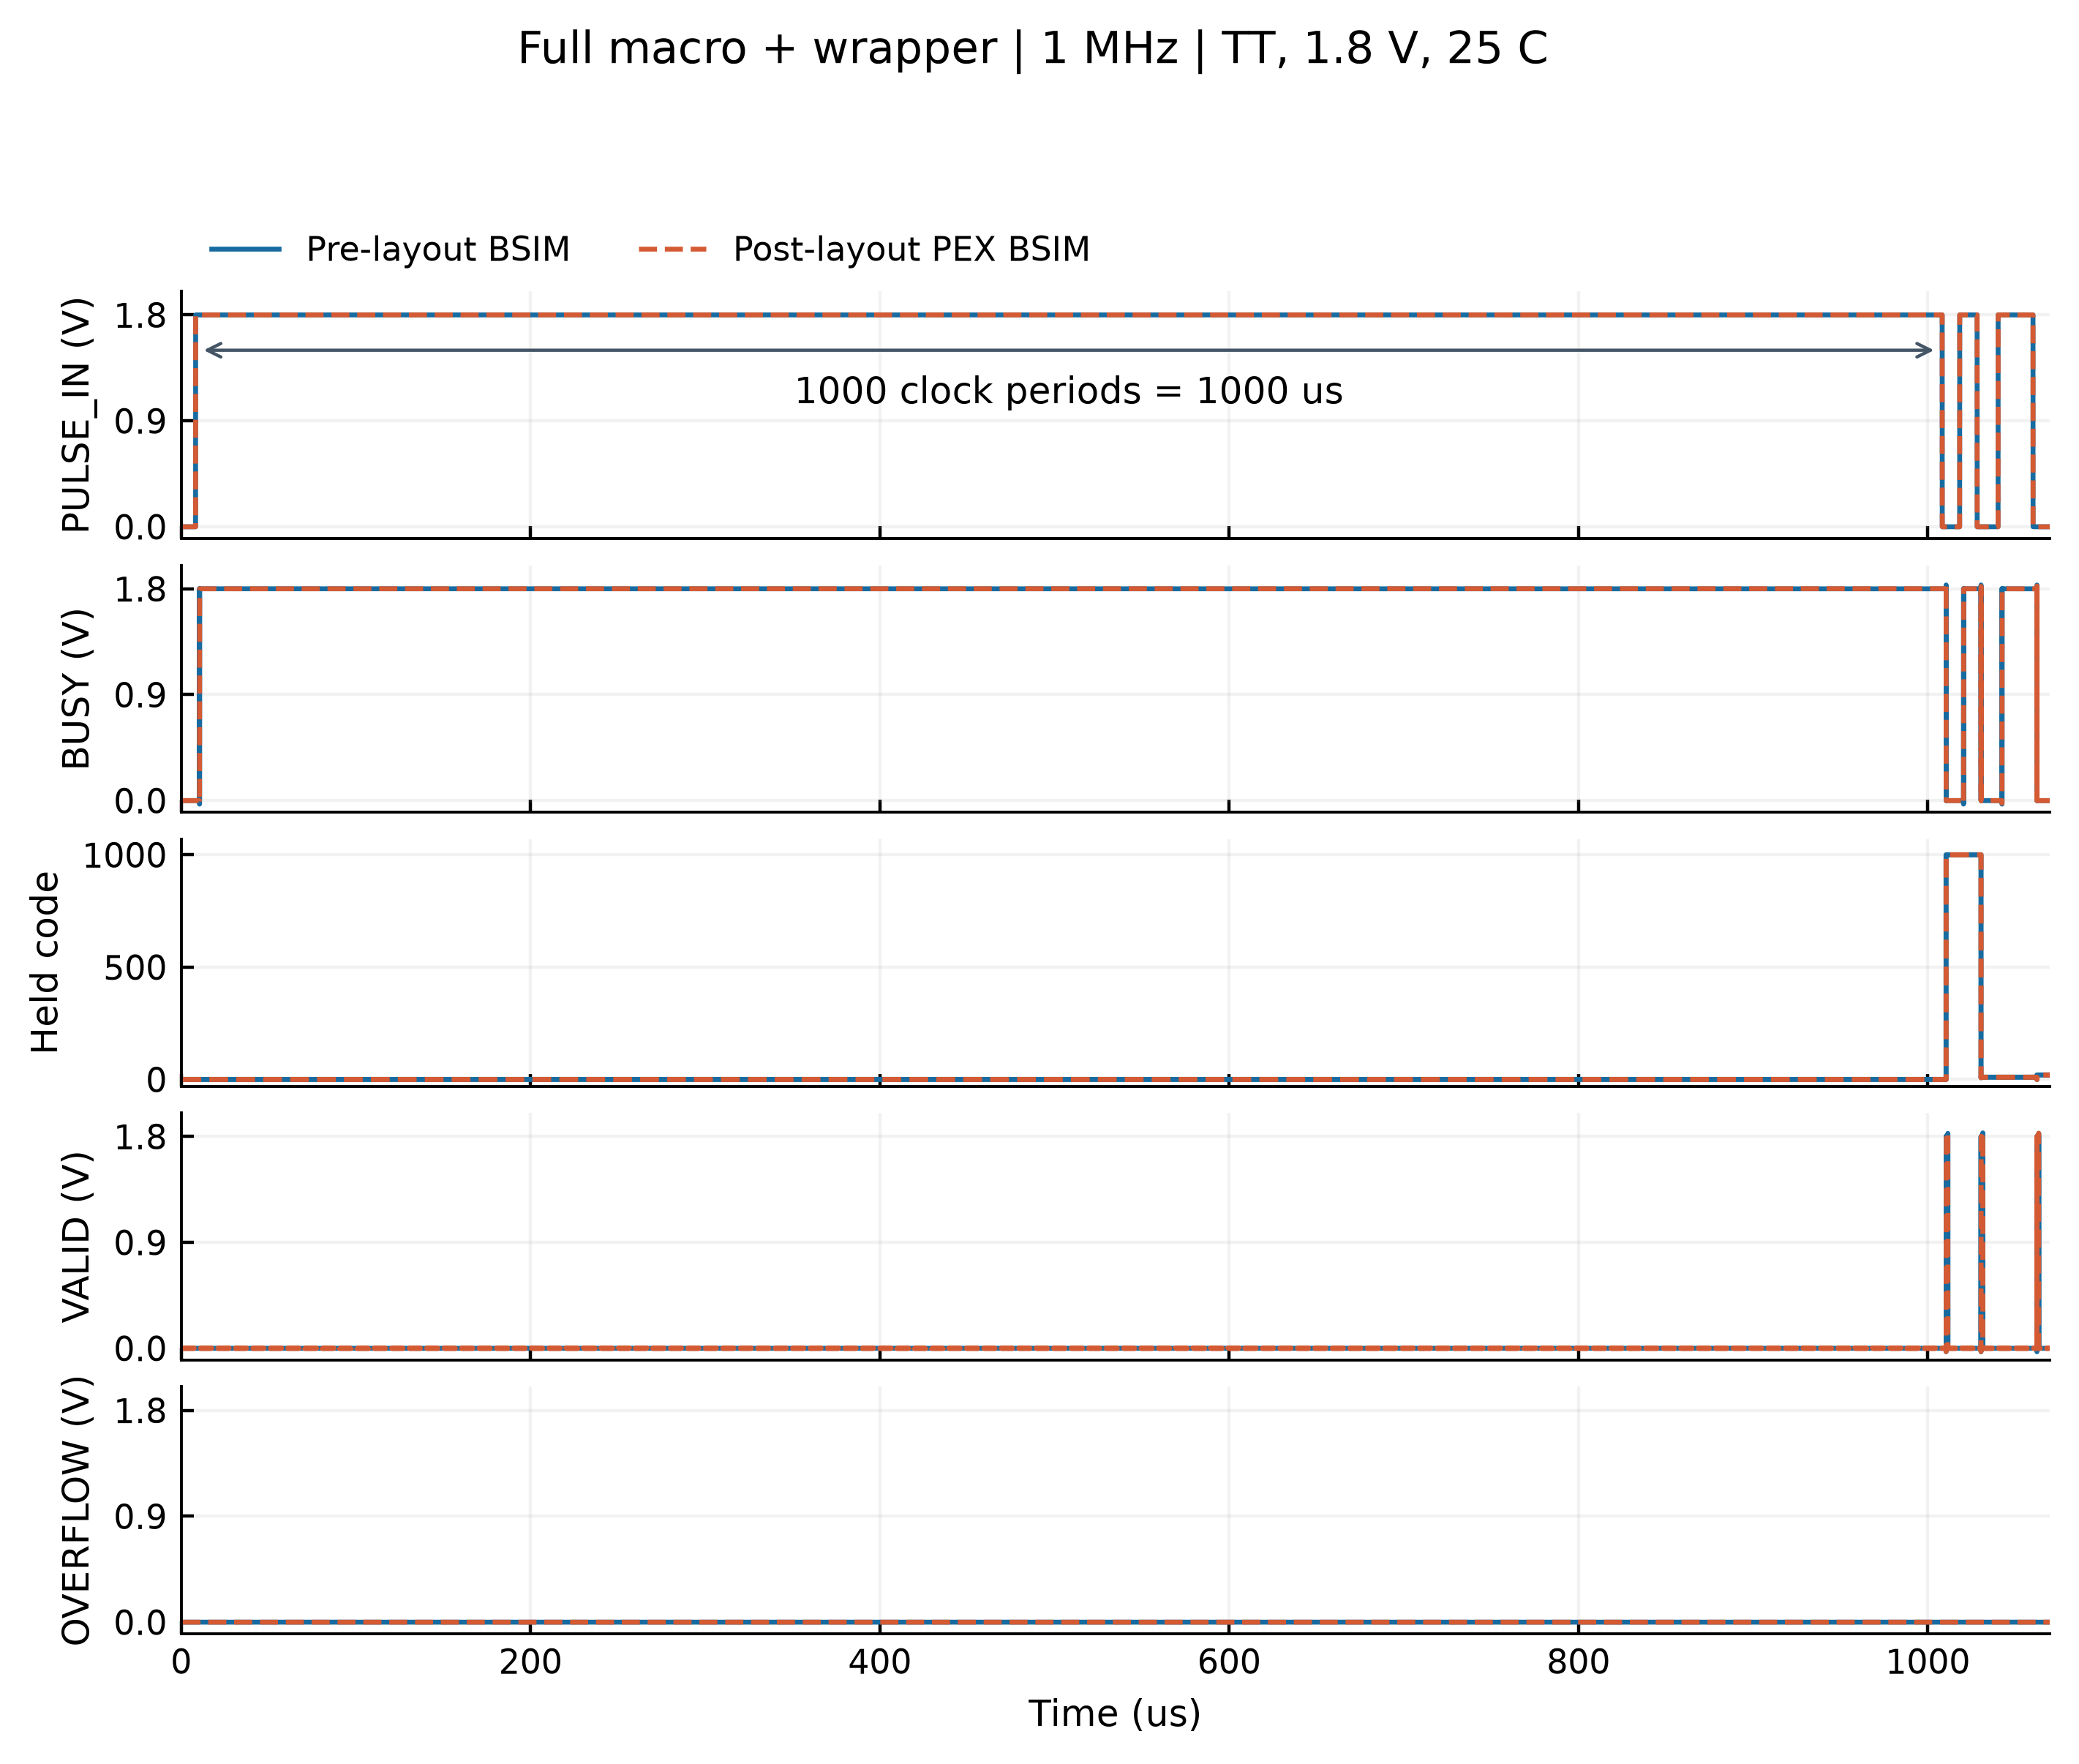 Full macro + wrapper | 1 MHz | TT, 1.8 V, 25 C
Pre-layout BSIM
Post-layout PEX BSIM
PULSE_IN (V)
1.8
0.9
0.0
1000 clock periods = 1000 us
BUSY (V)
1.8
0.9
0.0
Held code
1000
500
0
VALID (V)
1.8
0.9
0.0
OVERFLOW (V)
1.8
0.9
0.0
0 200 400 600 800 1000
Time (us)